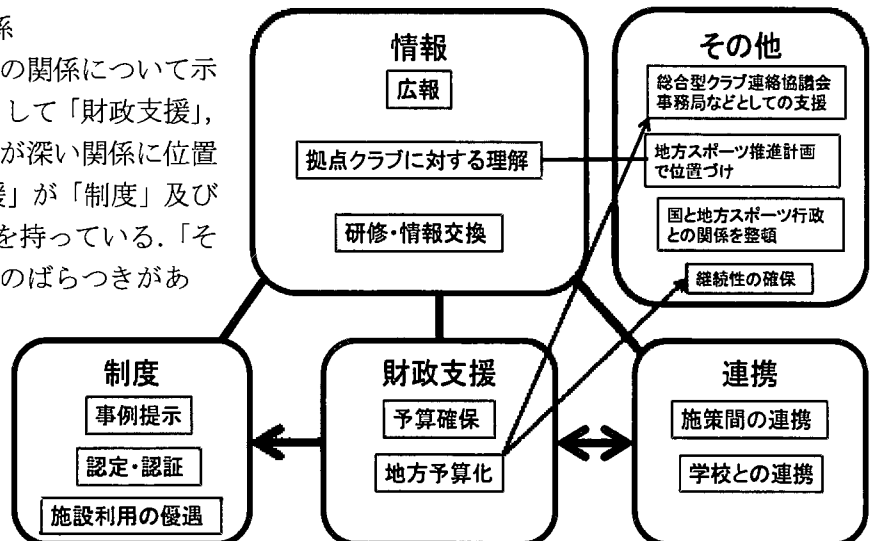 係
の関係について示
して「財政支援」，
が深い関係に位置
」が「制度」及び
を持っている．「そ
のばらつきがあ
情報
広報
拠点クラブに対する理解
研修・情報交換
その他
総合型クラブ連絡協議会
事務局などとしての支援
地方スポーツ推進計画
で位置づけ
国と地方スポーツ行政
との関係を整頓
継続性の確保
制度
事例提示
認定・認証
施設利用の優遇
財政支援
予算確保
地方予算化
連携
施策間の連携
学校との連携